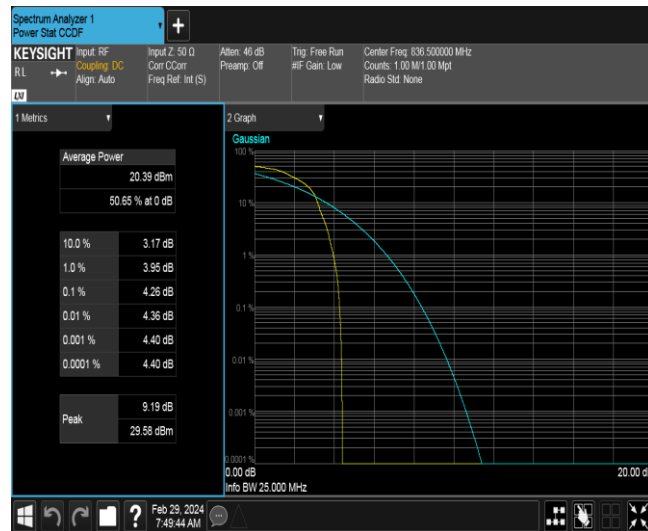 Spectrum Analyzer 1
Power Stat CCDF
+
KEYSIGHT
RL
LXI
Input: RF
Coupling: DC
Align: Auto
Input Z: 50 Ω
Corr CCorr
Freq Ref: Int (S)
Atten: 46 dB
Preamp: Off
Trig: Free Run
#IF Gain: Low
Center Freq: 836.500000 MHz
Counts: 1.00 M/1.00 Mpt
Radio Std: None
1 Metrics
Average Power
20.39 dBm
50.65 % at 0 dB
10.0 % 3.17 dB
1.0 % 3.95 dB
0.1 % 4.26 dB
0.01 % 4.36 dB
0.001 % 4.40 dB
0.0001 % 4.40 dB
Peak
9.19 dB
29.58 dBm
2 Graph
Gaussian
100 %
10 %
1 %
0.1 %
0.01 %
0.001 %
0.0001 %
0.00 dB
20.00 d
Info BW 25.000 MHz
?
Feb 29, 2024
7:49:44 AM